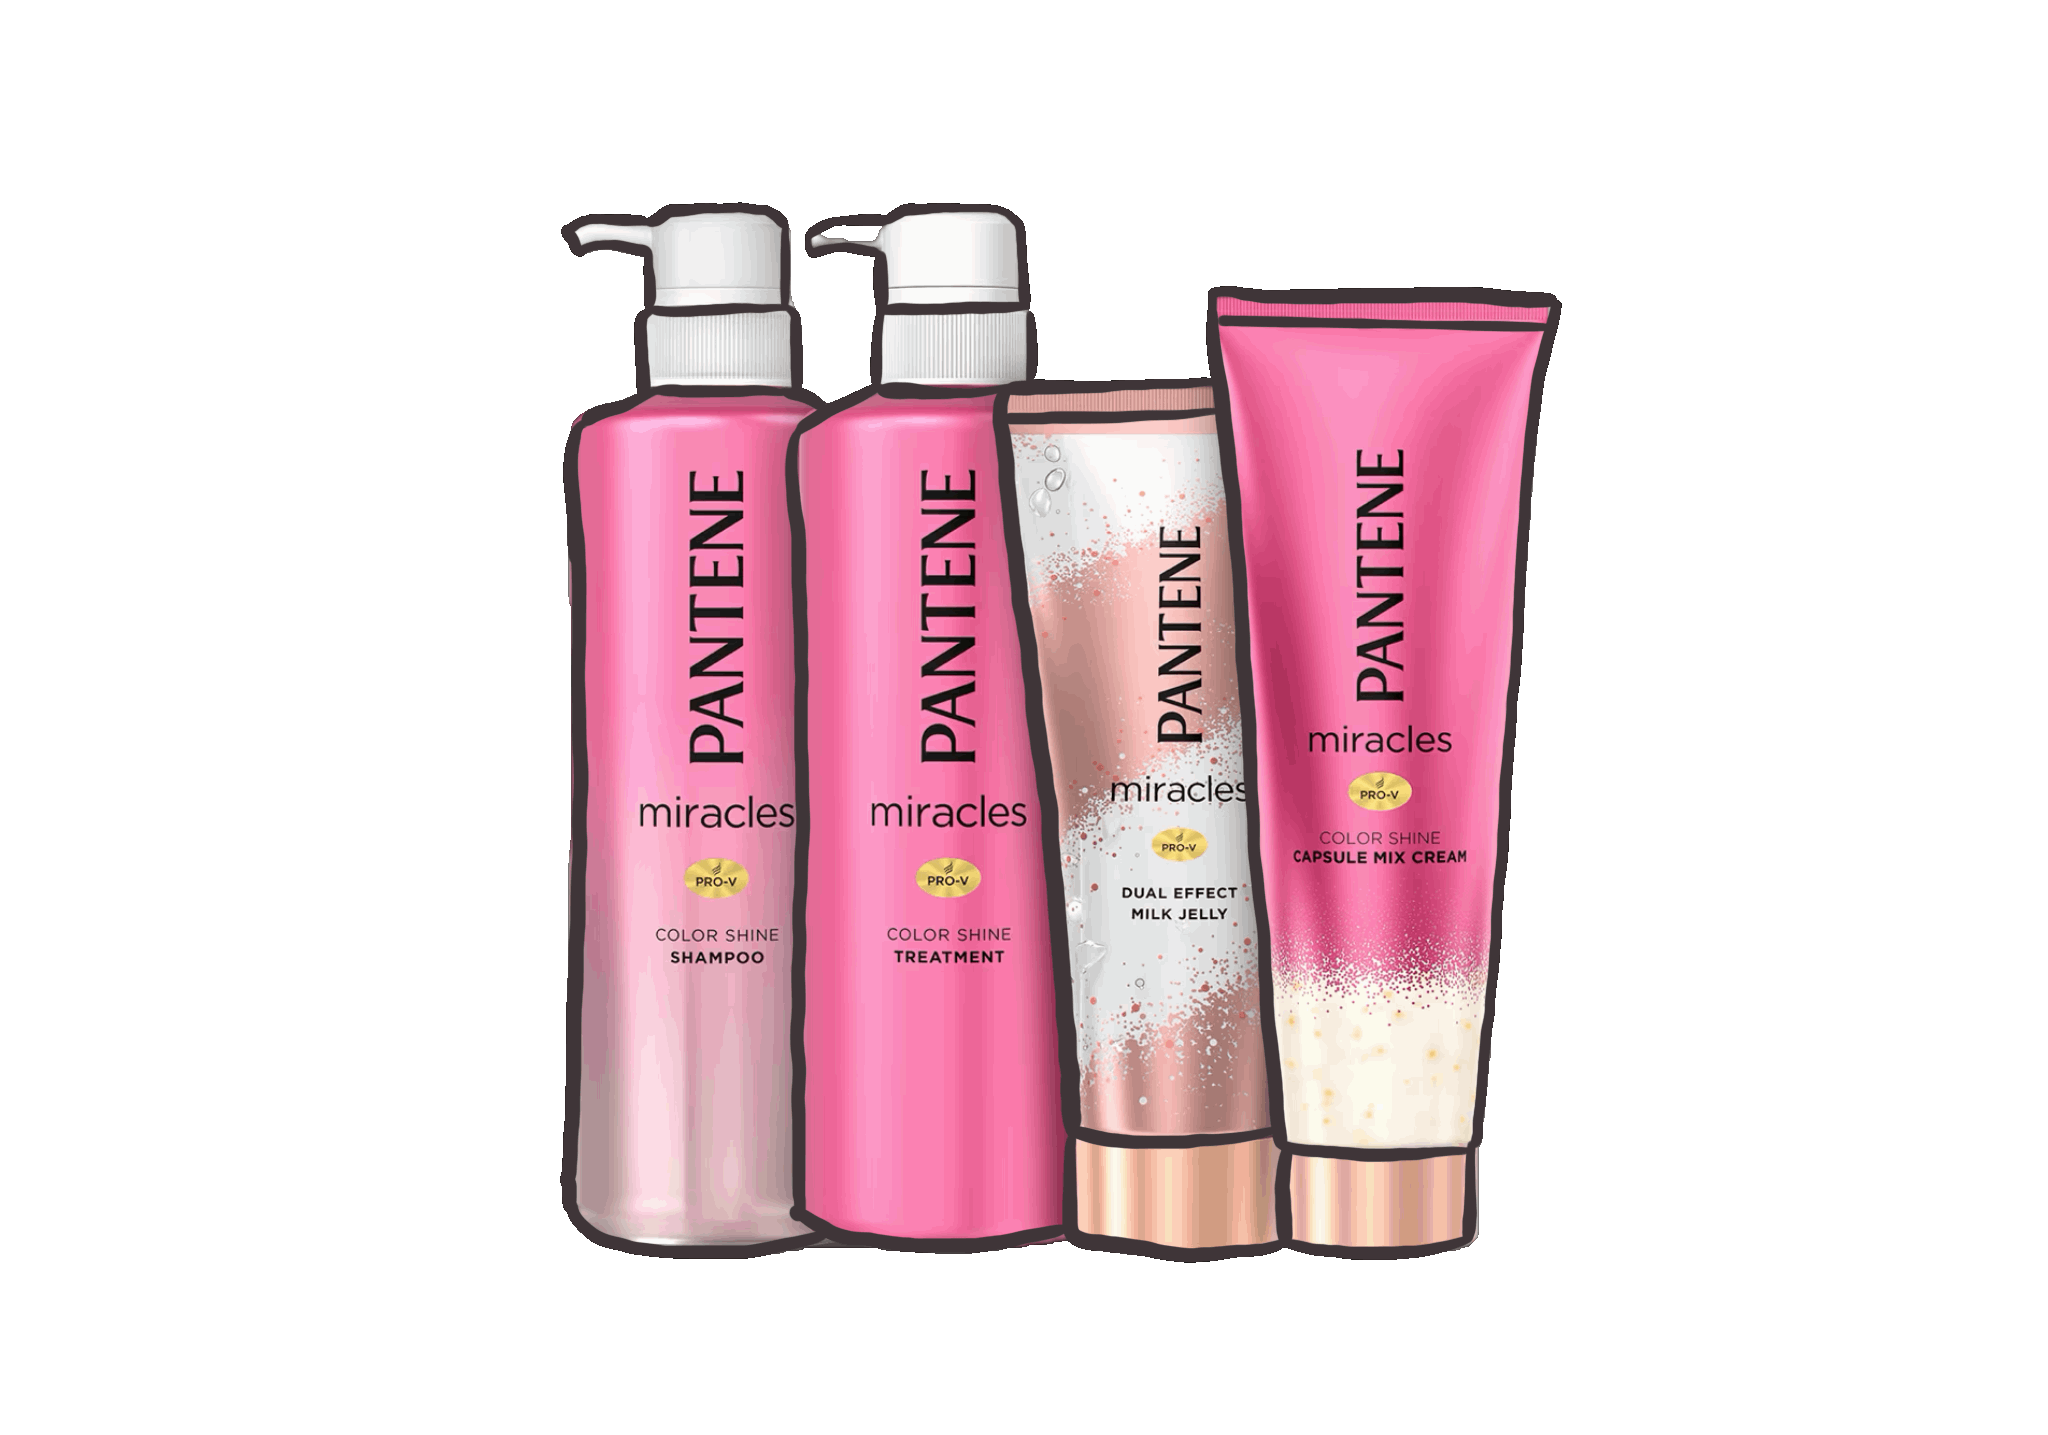 PANTENE
miracles
PRO-V
COLOR SHINE
SHAMPOO
PANTENE
miracles
PRO-V
COLOR SHINE
TREATMENT
PANTENE
miracles
PRO-V
DUAL EFFECT
MILK JELLY
PANTENE
miracles
PRO-V
COLOR SHINE
CAPSULE MIX CREAM